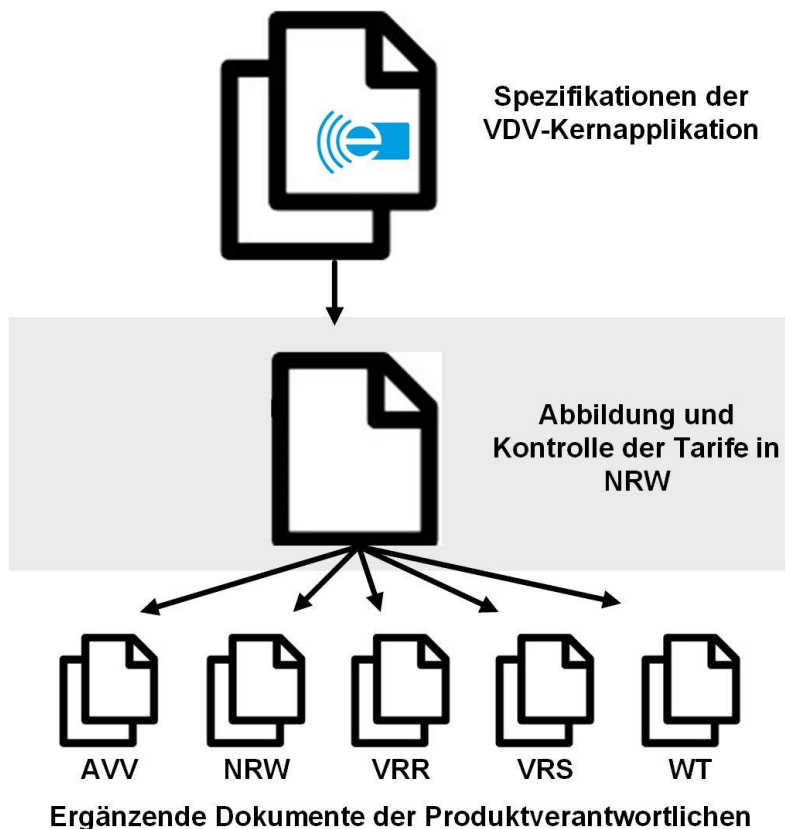 Spezifikationen der
VDV-Kernapplikation
Abbildung und
Kontrolle der Tarife in
NRW
AVV NRW VRR VRS WT
Ergänzende Dokumente der Produktverantwortlichen